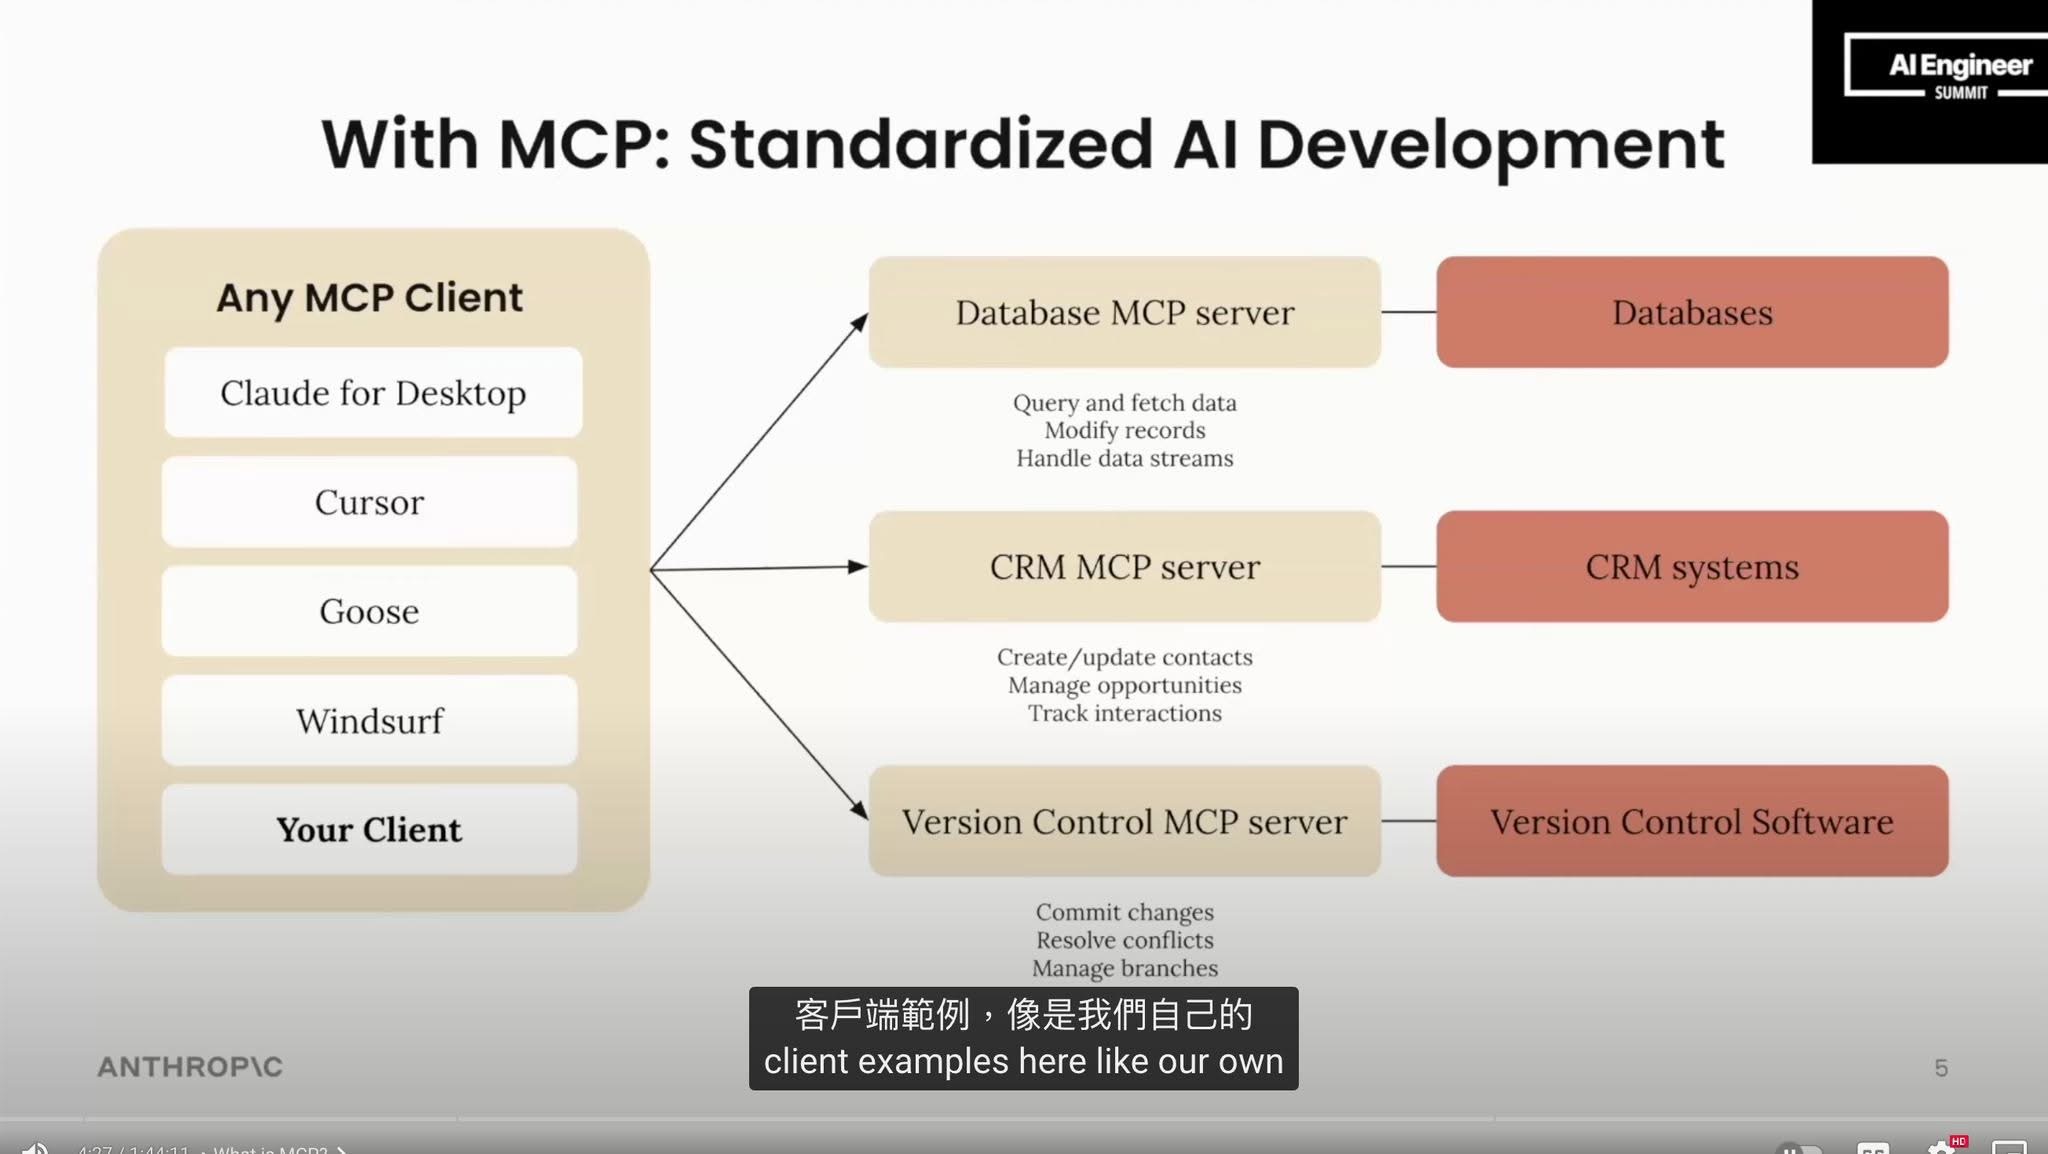 AI Engineer
SUMMIT
With MCP: Standardized AI Development
Any MCP Client
Claude for Desktop
Cursor
Goose
Windsurf
Your Client
Database MCP server
Databases
Query and fetch data
Modify records
Handle data streams
CRM MCP server
CRM systems
Create/update contacts
Manage opportunities
Track interactions
Version Control MCP server
Version Control Software
Commit changes
Resolve conflicts
Manage branches
客戶端範例，像是我們自己的
client examples here like our own
ANTHROP\C
5
4:27 / 1:44:11 • What is MCP?
HD